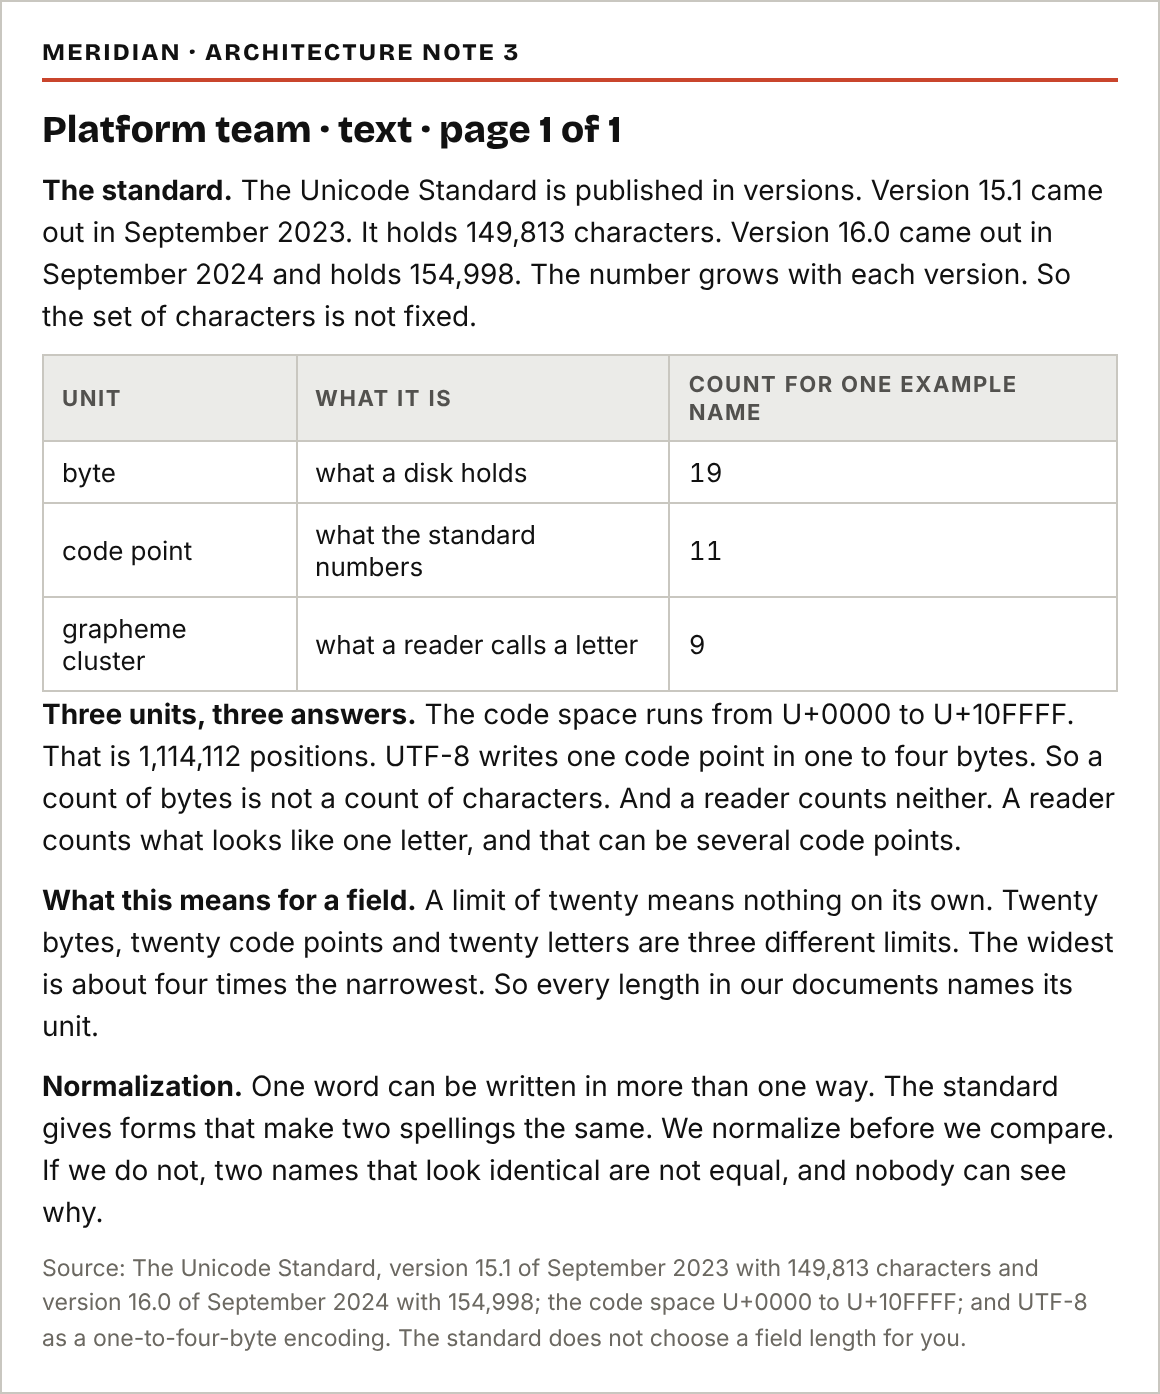 MERIDIAN · ARCHITECTURE NOTE 3
Platform team · text · page 1 of 1
The standard. The Unicode Standard is published in versions. Version 15.1 came
out in September 2023. It holds 149,813 characters. Version 16.0 came out in
September 2024 and holds 154,998. The number grows with each version. So
the set of characters is not fixed.
UNIT
WHAT IT IS
COUNT FOR ONE EXAMPLE
NAME
byte
what a disk holds
19
code point
what the standard
numbers
11
grapheme
cluster
what a reader calls a letter
9
Three units, three answers. The code space runs from U+0000 to U+10FFFF.
That is 1,114,112 positions. UTF-8 writes one code point in one to four bytes. So a
count of bytes is not a count of characters. And a reader counts neither. A reader
counts what looks like one letter, and that can be several code points.
What this means for a field. A limit of twenty means nothing on its own. Twenty
bytes, twenty code points and twenty letters are three different limits. The widest
is about four times the narrowest. So every length in our documents names its
unit.
Normalization. One word can be written in more than one way. The standard
gives forms that make two spellings the same. We normalize before we compare.
If we do not, two names that look identical are not equal, and nobody can see
why.
Source: The Unicode Standard, version 15.1 of September 2023 with 149,813 characters and
version 16.0 of September 2024 with 154,998; the code space U+0000 to U+10FFFF; and UTF-8
as a one-to-four-byte encoding. The standard does not choose a field length for you.